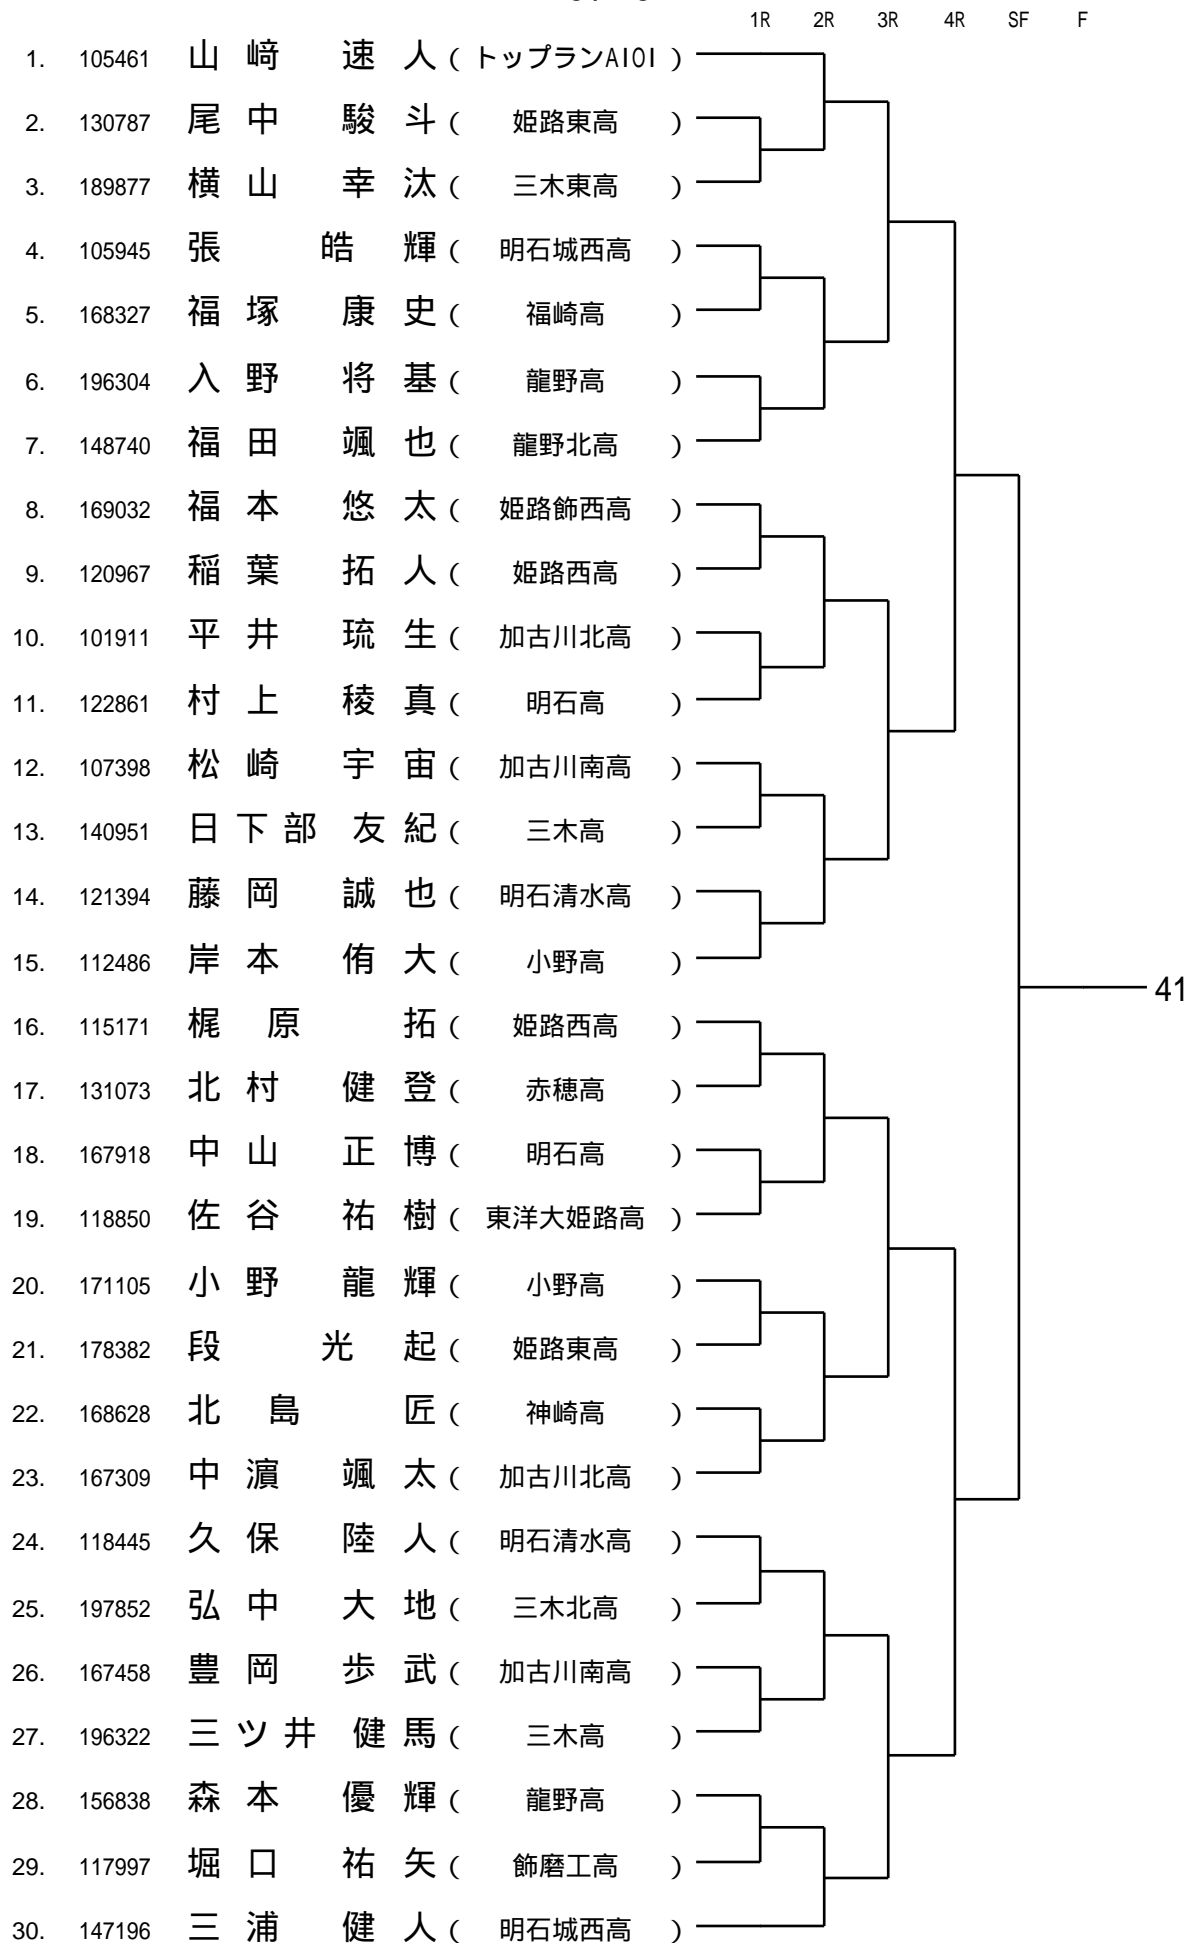 1R 2R 3R 4R SF F
1. 105461 山﨑 速人 ( トップランAIOI )
2. 130787 尾中 駿斗 ( 姫路東高 )
3. 189877 横山 幸汰 ( 三木東高 )
4. 105945 張 皓輝 ( 明石城西高 )
5. 168327 福塚 康史 ( 福崎高 )
6. 196304 入野 将基 ( 龍野高 )
7. 148740 福田 颯也 ( 龍野北高 )
8. 169032 福本 悠太 ( 姫路飾西高 )
9. 120967 稲葉 拓人 ( 姫路西高 )
10. 101911 平井 琉生 ( 加古川北高 )
11. 122861 村上 稜真 ( 明石高 )
12. 107398 松崎 宇宙 ( 加古川南高 )
13. 140951 日下部 友紀 ( 三木高 )
14. 121394 藤岡 誠也 ( 明石清水高 )
15. 112486 岸本 侑大 ( 小野高 )
41
16. 115171 梶原 拓 ( 姫路西高 )
17. 131073 北村 健登 ( 赤穂高 )
18. 167918 中山 正博 ( 明石高 )
19. 118850 佐谷 祐樹 ( 東洋大姫路高 )
20. 171105 小野 龍輝 ( 小野高 )
21. 178382 段 光起 ( 姫路東高 )
22. 168628 北島 匠 ( 神崎高 )
23. 167309 中濵 颯太 ( 加古川北高 )
24. 118445 久保 陸人 ( 明石清水高 )
25. 197852 弘中 大地 ( 三木北高 )
26. 167458 豊岡 歩武 ( 加古川南高 )
27. 196322 三ツ井 健馬 ( 三木高 )
28. 156838 森本 優輝 ( 龍野高 )
29. 117997 堀口 祐矢 ( 飾磨工高 )
30. 147196 三浦 健人 ( 明石城西高 )